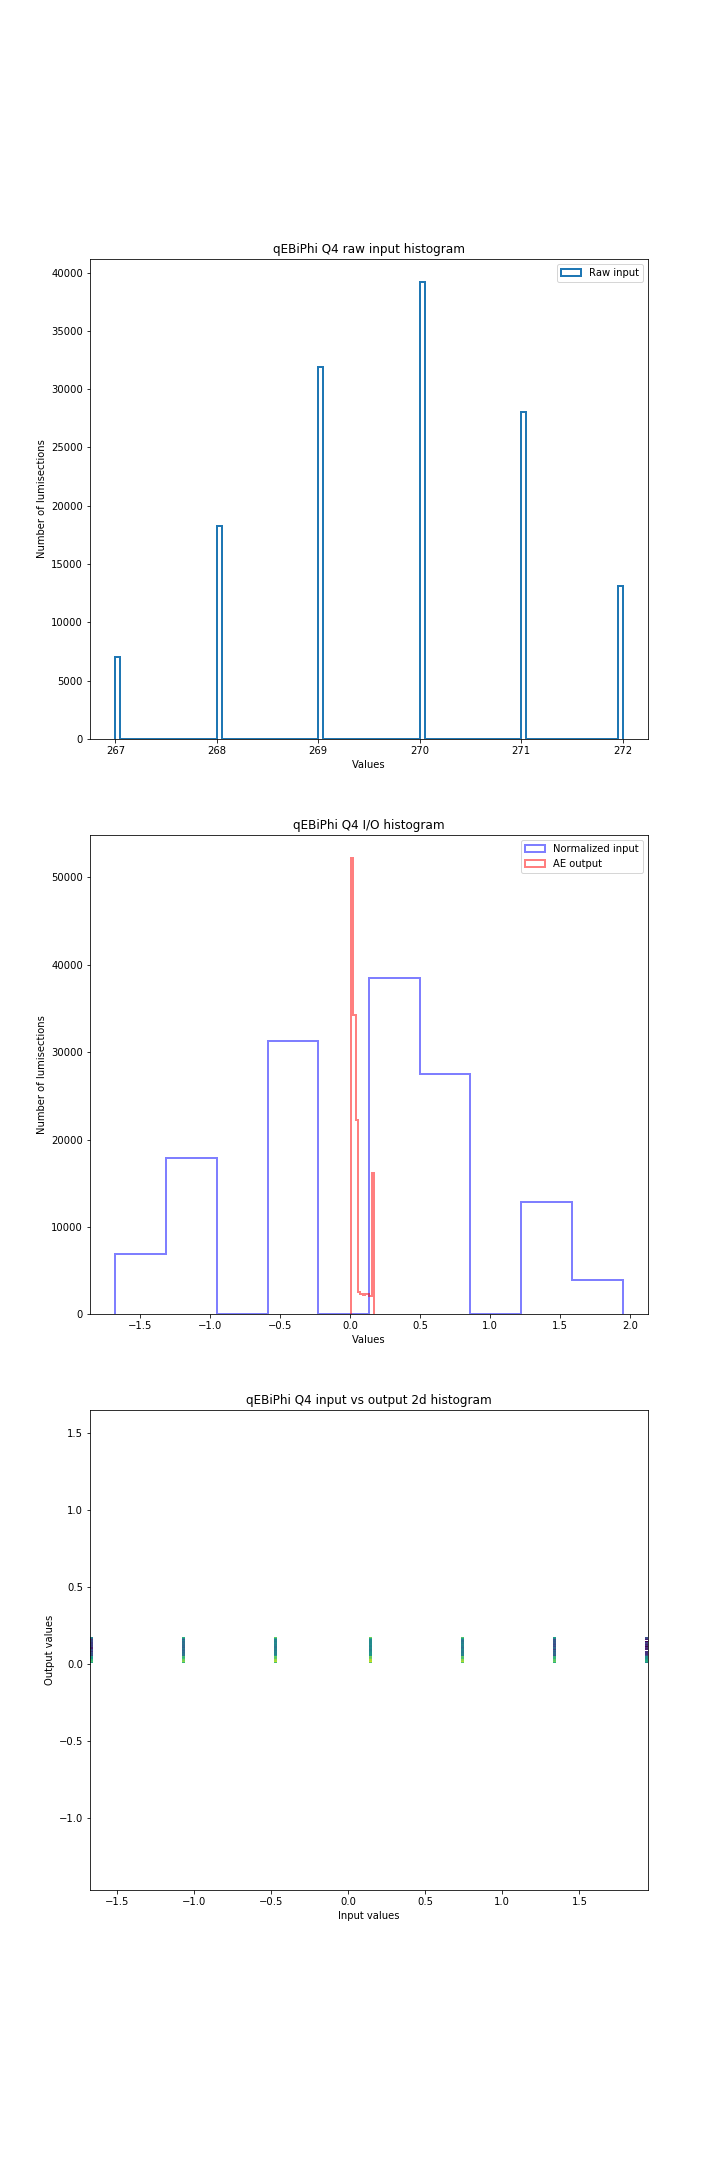 qEBiPhi Q4 raw input histogram
Raw input
40000
35000
30000
25000
20000
15000
10000
5000
0
Number of lumisections
267 268 269 270 271 272
Values
qEBiPhi Q4 I/O histogram
Normalized input
AE output
50000
40000
30000
20000
10000
0
Number of lumisections
−1.5 −1.0 −0.5 0.0 0.5 1.0 1.5 2.0
Values
qEBiPhi Q4 input vs output 2d histogram
1.5
1.0
0.5
0.0
−0.5
−1.0
Output values
−1.5 −1.0 −0.5 0.0 0.5 1.0 1.5
Input values